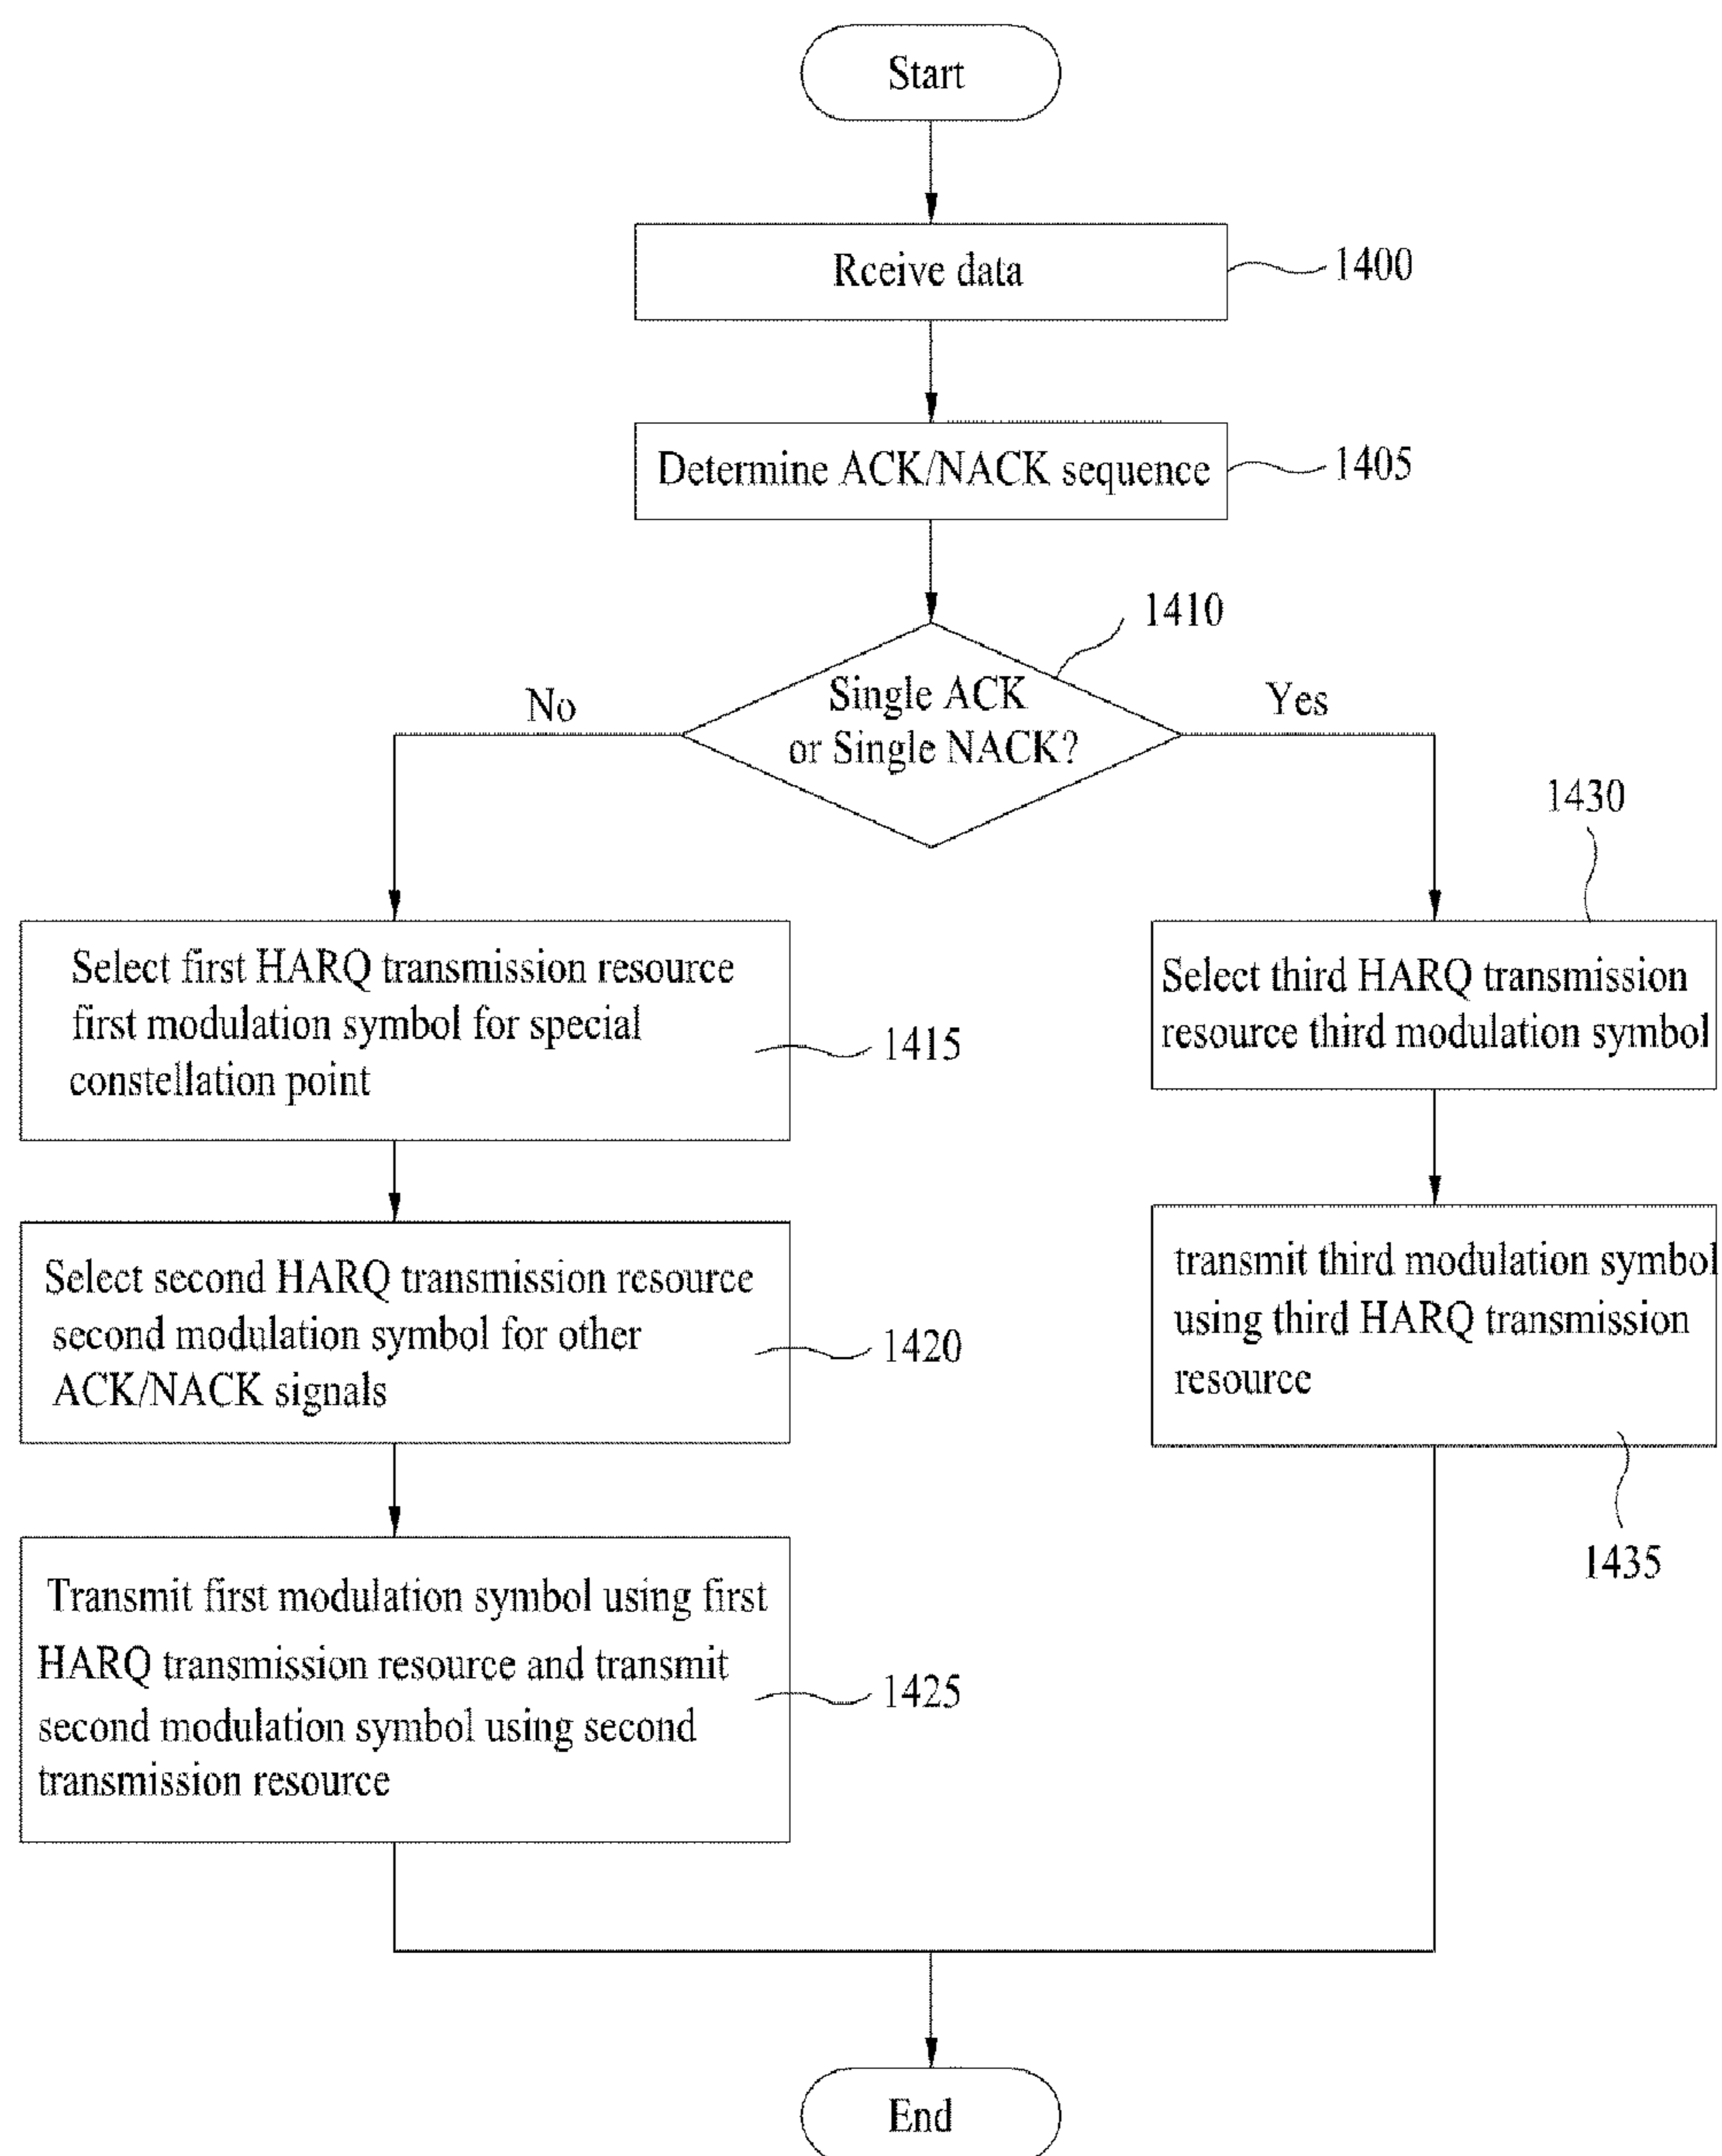 Start
Rceive data
1400
Determine ACK/NACK sequence
1405
1410
Single ACK
or Single NACK?
No
Yes
1430
Select first HARQ transmission resource
first modulation symbol for special
constellation point
1415
Select third HARQ transmission
resource third modulation symbol
Select second HARQ transmission resource
second modulation symbol for other
ACK/NACK signals
1420
transmit third modulation symbol
using third HARQ transmission
resource
1435
Transmit first modulation symbol using first
HARQ transmission resource and transmit
second modulation symbol using second
transmission resource
1425
End